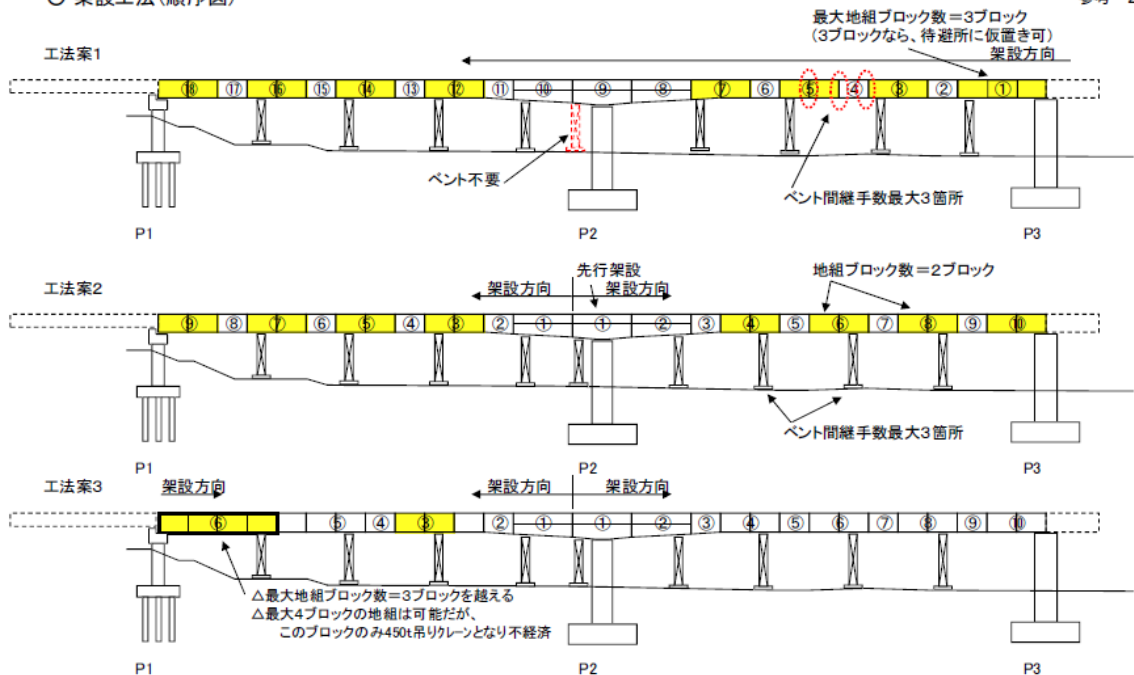 ○ 架設工法(順序図)
参考 2
最大地組ブロック数＝3ブロック
(3ブロックなら、待避所に仮置き可)
工法案1
架設方向
⑱ ⑰ ⑯ ⑮ ⑭ ⑬ ⑫ ⑪ ⑩ ⑨ ⑧ ⑦ ⑥ ⑤ ④ ③ ② ①
ベント不要
ベント間継手数最大3箇所
P1 P2 P3
工法案2
先行架設
地組ブロック数＝2ブロック
架設方向 架設方向
⑨ ⑧ ⑦ ⑥ ⑤ ④ ③ ② ① ① ② ③ ④ ⑤ ⑥ ⑦ ⑧ ⑨ ⑩
ベント間継手数最大3箇所
P1 P2 P3
工法案3
架設方向 架設方向 架設方向
⑥ ⑤ ④ ③ ② ① ① ② ③ ④ ⑤ ⑥ ⑦ ⑧ ⑨ ⑩
△最大地組ブロック数＝3ブロックを越える
△最大4ブロックの地組は可能だが、
このブロックのみ450t吊りクレーンとなり不経済
P1 P2 P3